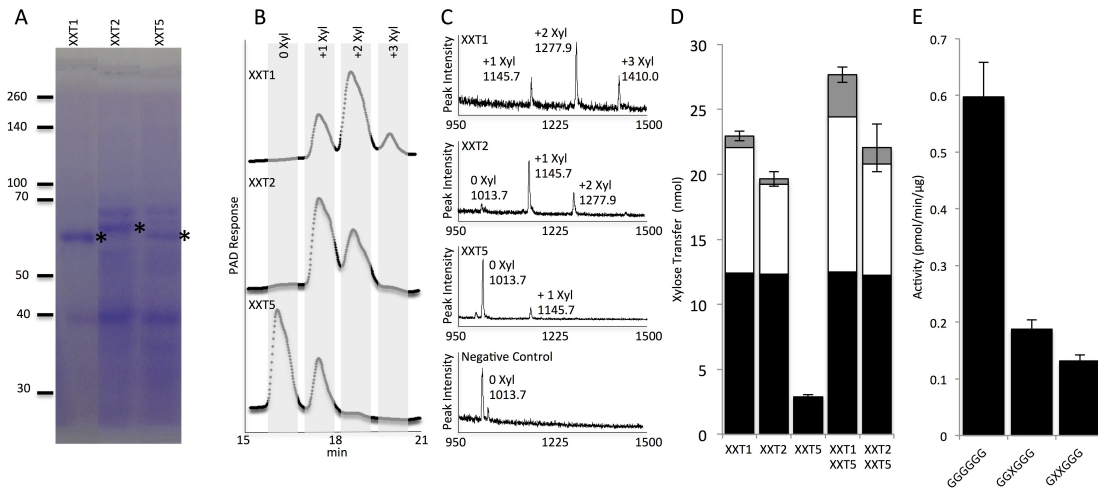 A
XXT1
XXT2
XXT5
260
140
100
70
50
40
30
*
*
*
B
0 Xyl
+1 Xyl
+2 Xyl
+3 Xyl
XXT1
XXT2
XXT5
PAD Response
15
18
21
min
C
XXT1
+1 Xyl
1145.7
+2 Xyl
1277.9
+3 Xyl
1410.0
Peak Intensity
950
1225
1500
XXT2
0 Xyl
1013.7
+1 Xyl
1145.7
+2 Xyl
1277.9
Peak Intensity
950
1225
1500
XXT5
0 Xyl
1013.7
+ 1 Xyl
1145.7
Peak Intensity
950
1225
1500
Negative Control
0 Xyl
1013.7
Peak Intensity
950
1225
1500
D
Xylose Transfer (nmol)
30
25
20
15
10
5
0
XXT1
XXT2
XXT5
XXT1
XXT5
XXT2
XXT5
E
Activity (pmol/min/µg)
0.7
0.6
0.5
0.4
0.3
0.2
0.1
0
GGGGGG
GGXGGG
GXXGGG